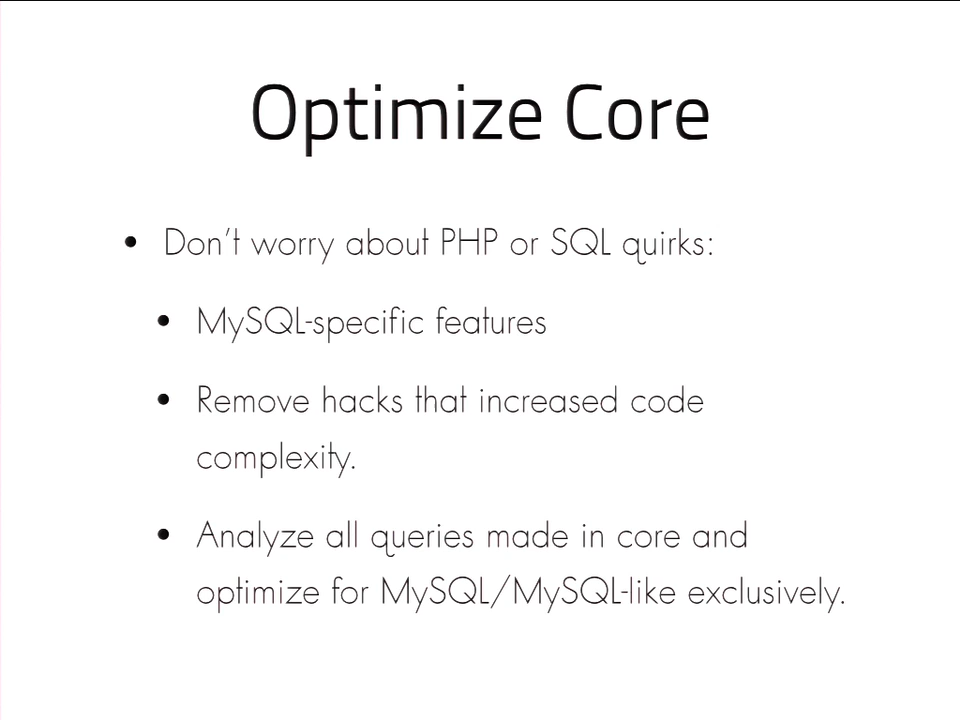 Optimize Core
• Don't worry about PHP or SQL quirks:
• MySQL-specific features
• Remove hacks that increased code
complexity.
• Analyze all queries made in core and
optimize for MySQL/MySQL-like exclusively.